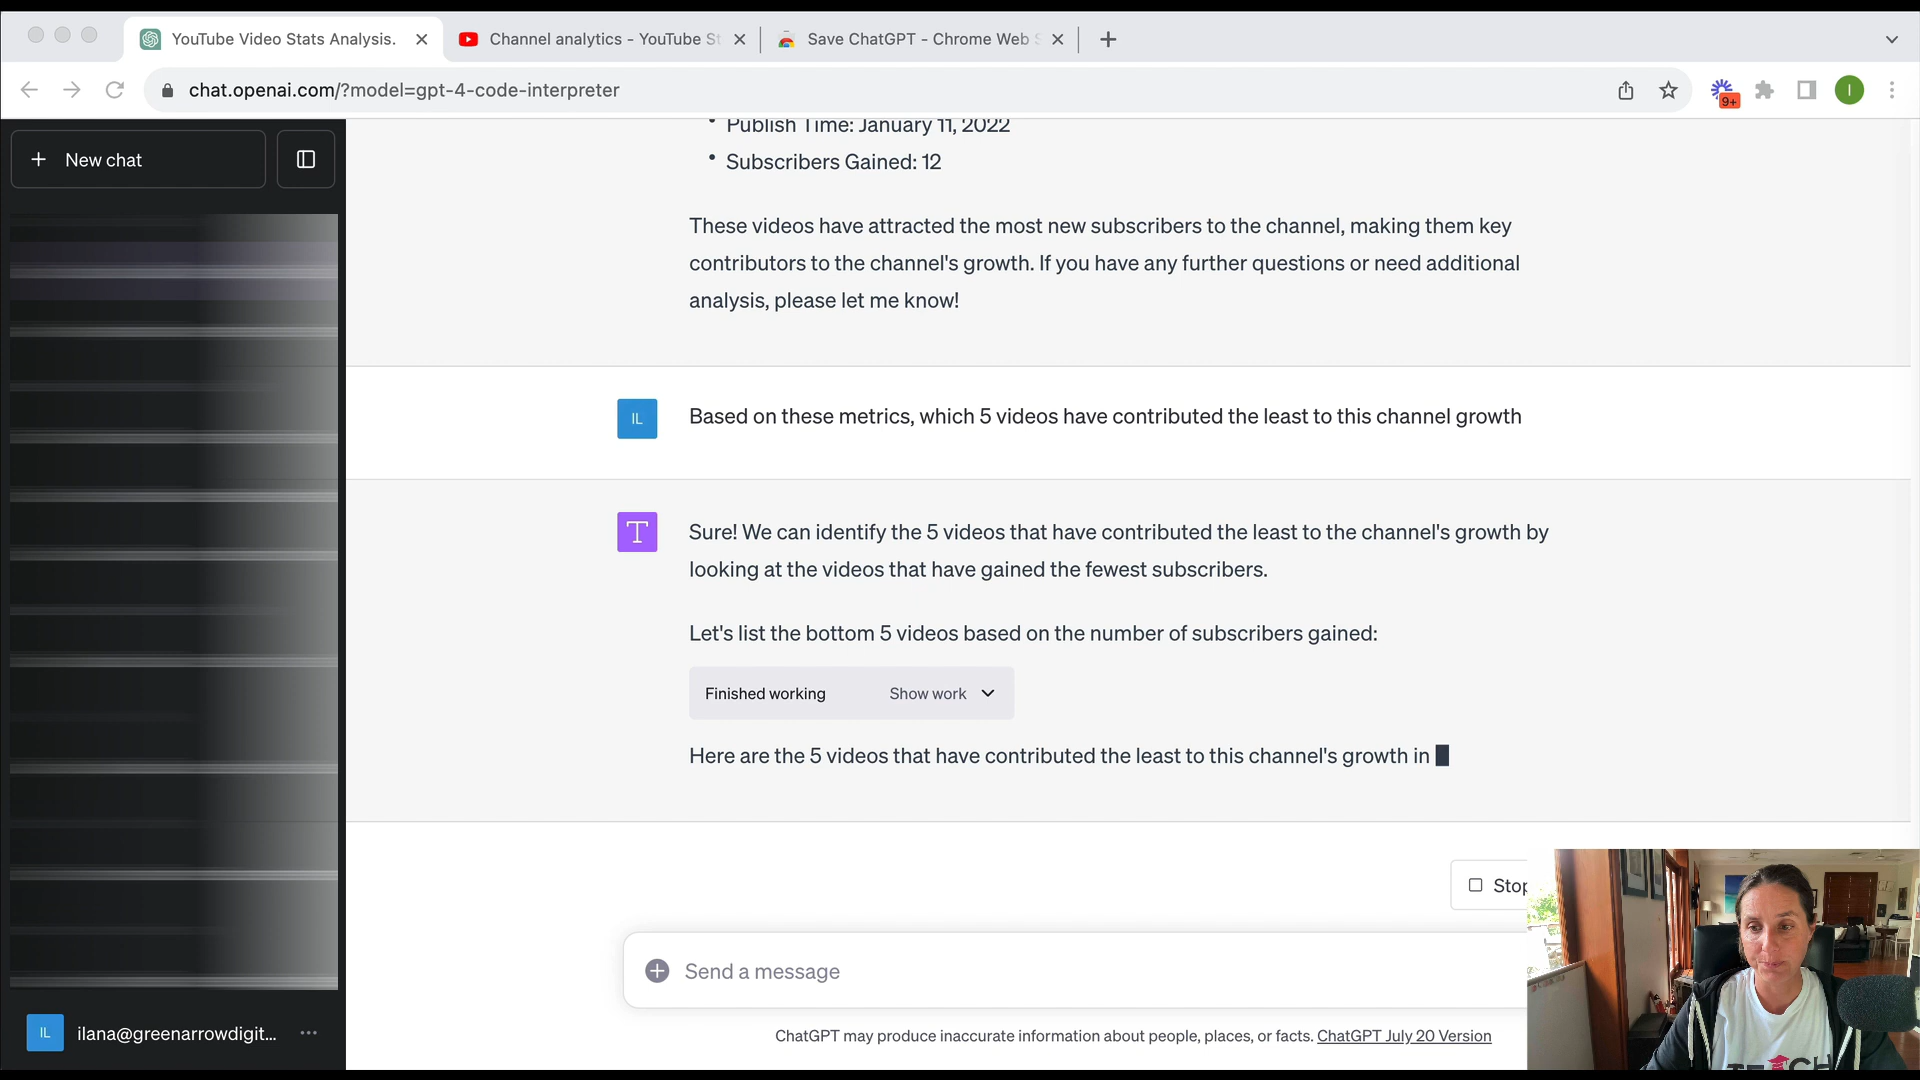 YouTube Video Stats Analysis.
Channel analytics - YouTube St
Save ChatGPT - Chrome Web S
chat.openai.com/?model=gpt-4-code-interpreter
9+
I
New chat
Publish Time: January 11, 2022
Subscribers Gained: 12
These videos have attracted the most new subscribers to the channel, making them key
contributors to the channel's growth. If you have any further questions or need additional
analysis, please let me know!
IL
Based on these metrics, which 5 videos have contributed the least to this channel growth
T
Sure! We can identify the 5 videos that have contributed the least to the channel's growth by
looking at the videos that have gained the fewest subscribers.
Let's list the bottom 5 videos based on the number of subscribers gained:
Finished working Show work
Here are the 5 videos that have contributed the least to this channel's growth in
Stop
Send a message
IL
ilana@greenarrowdigit...
ChatGPT may produce inaccurate information about people, places, or facts. ChatGPT July 20 Version